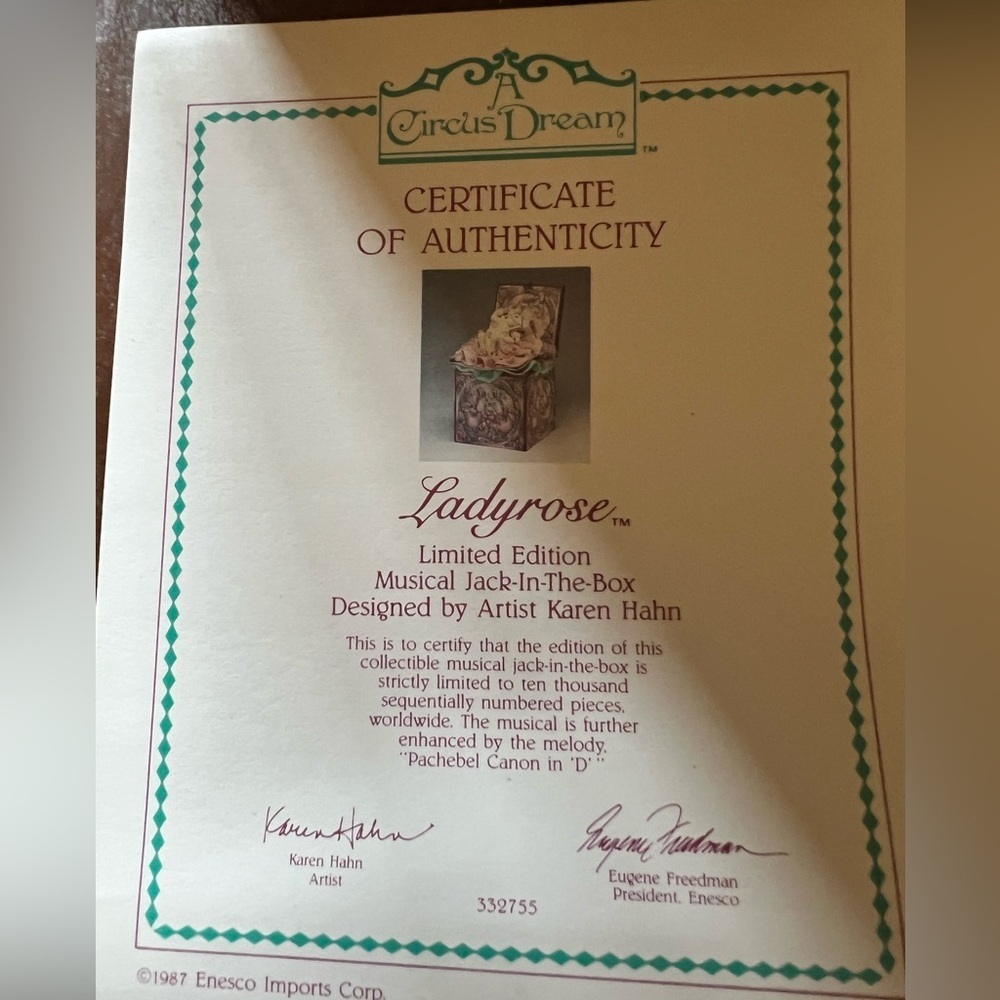 A
Circus Dream ™
CERTIFICATE
OF AUTHENTICITY
Ladyrose™
Limited Edition
Musical Jack-In-The-Box
Designed by Artist Karen Hahn
This is to certify that the edition of this
collectible musical jack-in-the-box is
strictly limited to ten thousand
sequentially numbered pieces,
worldwide. The musical is further
enhanced by the melody,
"Pachebel Canon in 'D' "
Karen Hahn
Eugene Freedman
Karen Hahn
Artist
Eugene Freedman
President, Enesco
332755
©1987 Enesco Imports Corp.